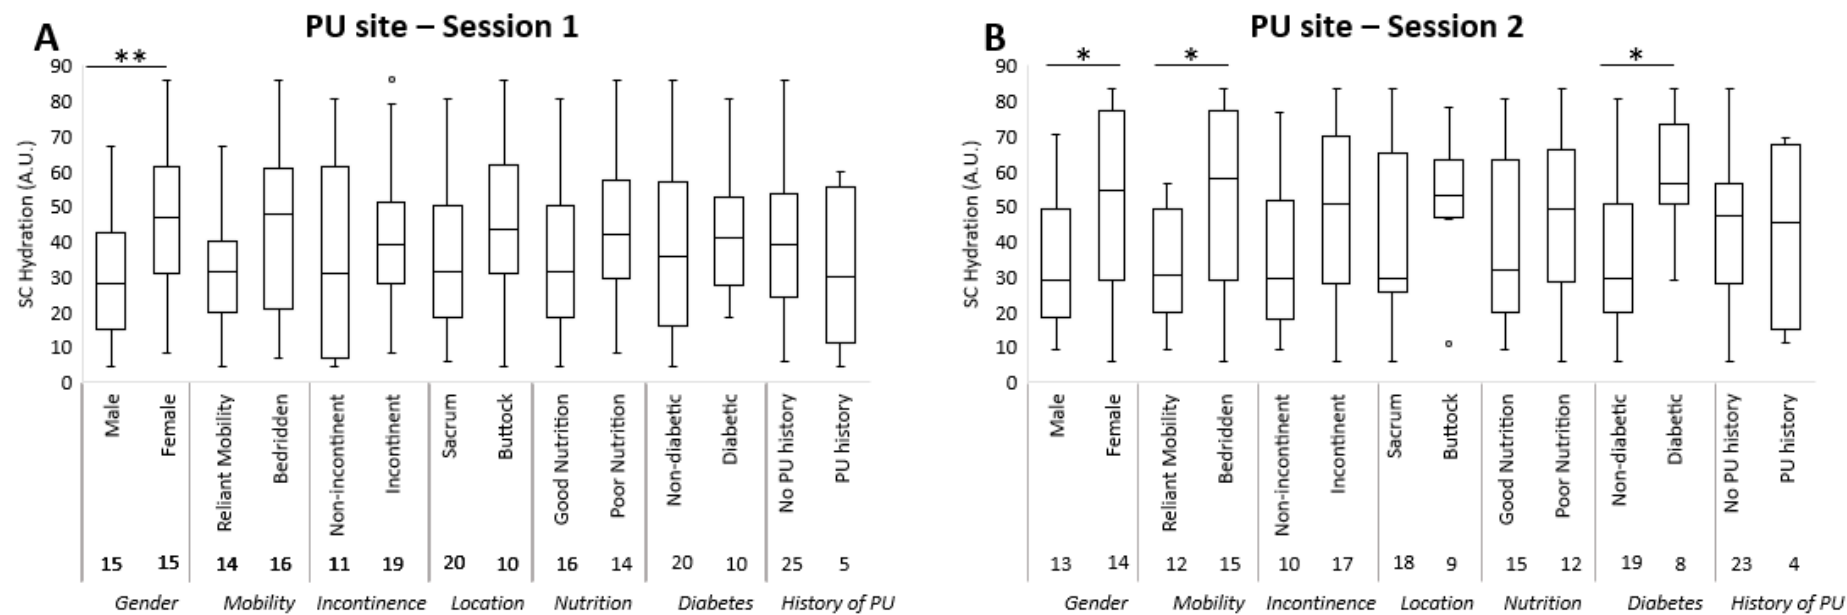 A
PU site – Session 1
**
SC Hydration (A.U.)
90
80
70
60
50
40
30
20
10
0
Male
Female
Reliant Mobility
Bedridden
Non-incontinent
Incontinent
Sacrum
Buttock
Good Nutrition
Poor Nutrition
Non-diabetic
Diabetic
No PU history
PU history
15 15 14 16 11 19 20 10 16 14 20 10 25 5
Gender Mobility Incontinence Location Nutrition Diabetes History of PU
B
PU site – Session 2
* * *
SC Hydration (A.U.)
90
80
70
60
50
40
30
20
10
0
Male
Female
Reliant Mobility
Bedridden
Non-incontinent
Incontinent
Sacrum
Buttock
Good Nutrition
Poor Nutrition
Non-diabetic
Diabetic
No PU history
PU history
13 14 12 15 10 17 18 9 15 12 19 8 23 4
Gender Mobility Incontinence Location Nutrition Diabetes History of PU